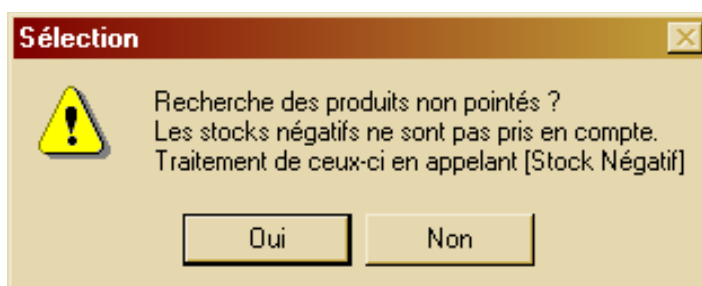 Sélection
Recherche des produits non pointés ?
Les stocks négatifs ne sont pas pris en compte.
Traitement de ceux-ci en appelant [Stock Négatif]
Oui
Non